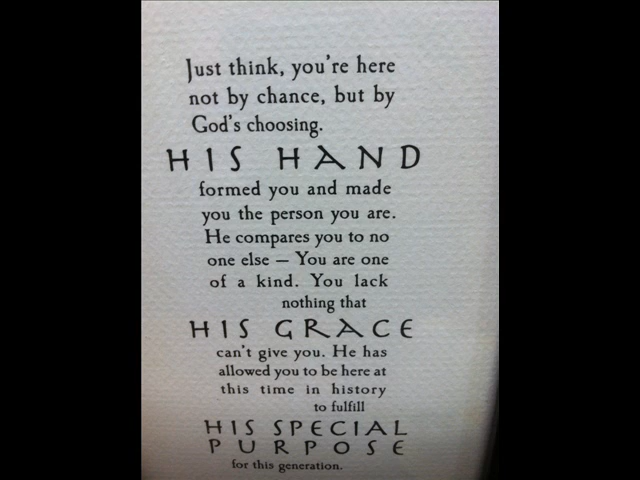 Just think, you're here
not by chance, but by
God's choosing.
HIS HAND
formed you and made
you the person you are.
He compares you to no
one else — You are one
of a kind. You lack
nothing that
HIS GRACE
can't give you. He has
allowed you to be here at
this time in history
to fulfill
HIS SPECIAL
PURPOSE
for this generation.